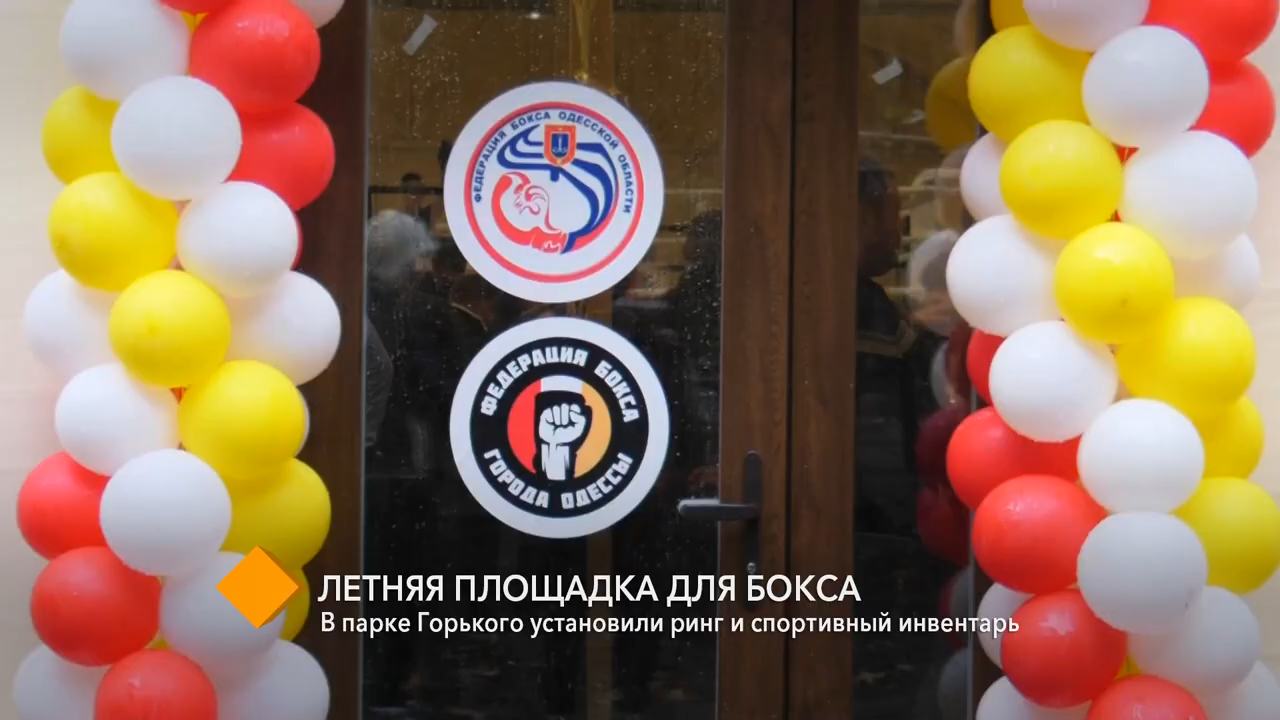 ФЕДЕРАЦИЯ БОКСА ОДЕССКОЙ ОБЛАСТИ
ФЕДЕРАЦИЯ БОКСА
ГОРОДА ОДЕССЫ
ЛЕТНЯЯ ПЛОЩАДКА ДЛЯ БОКСА
В парке Горького установили ринг и спортивный инвентарь